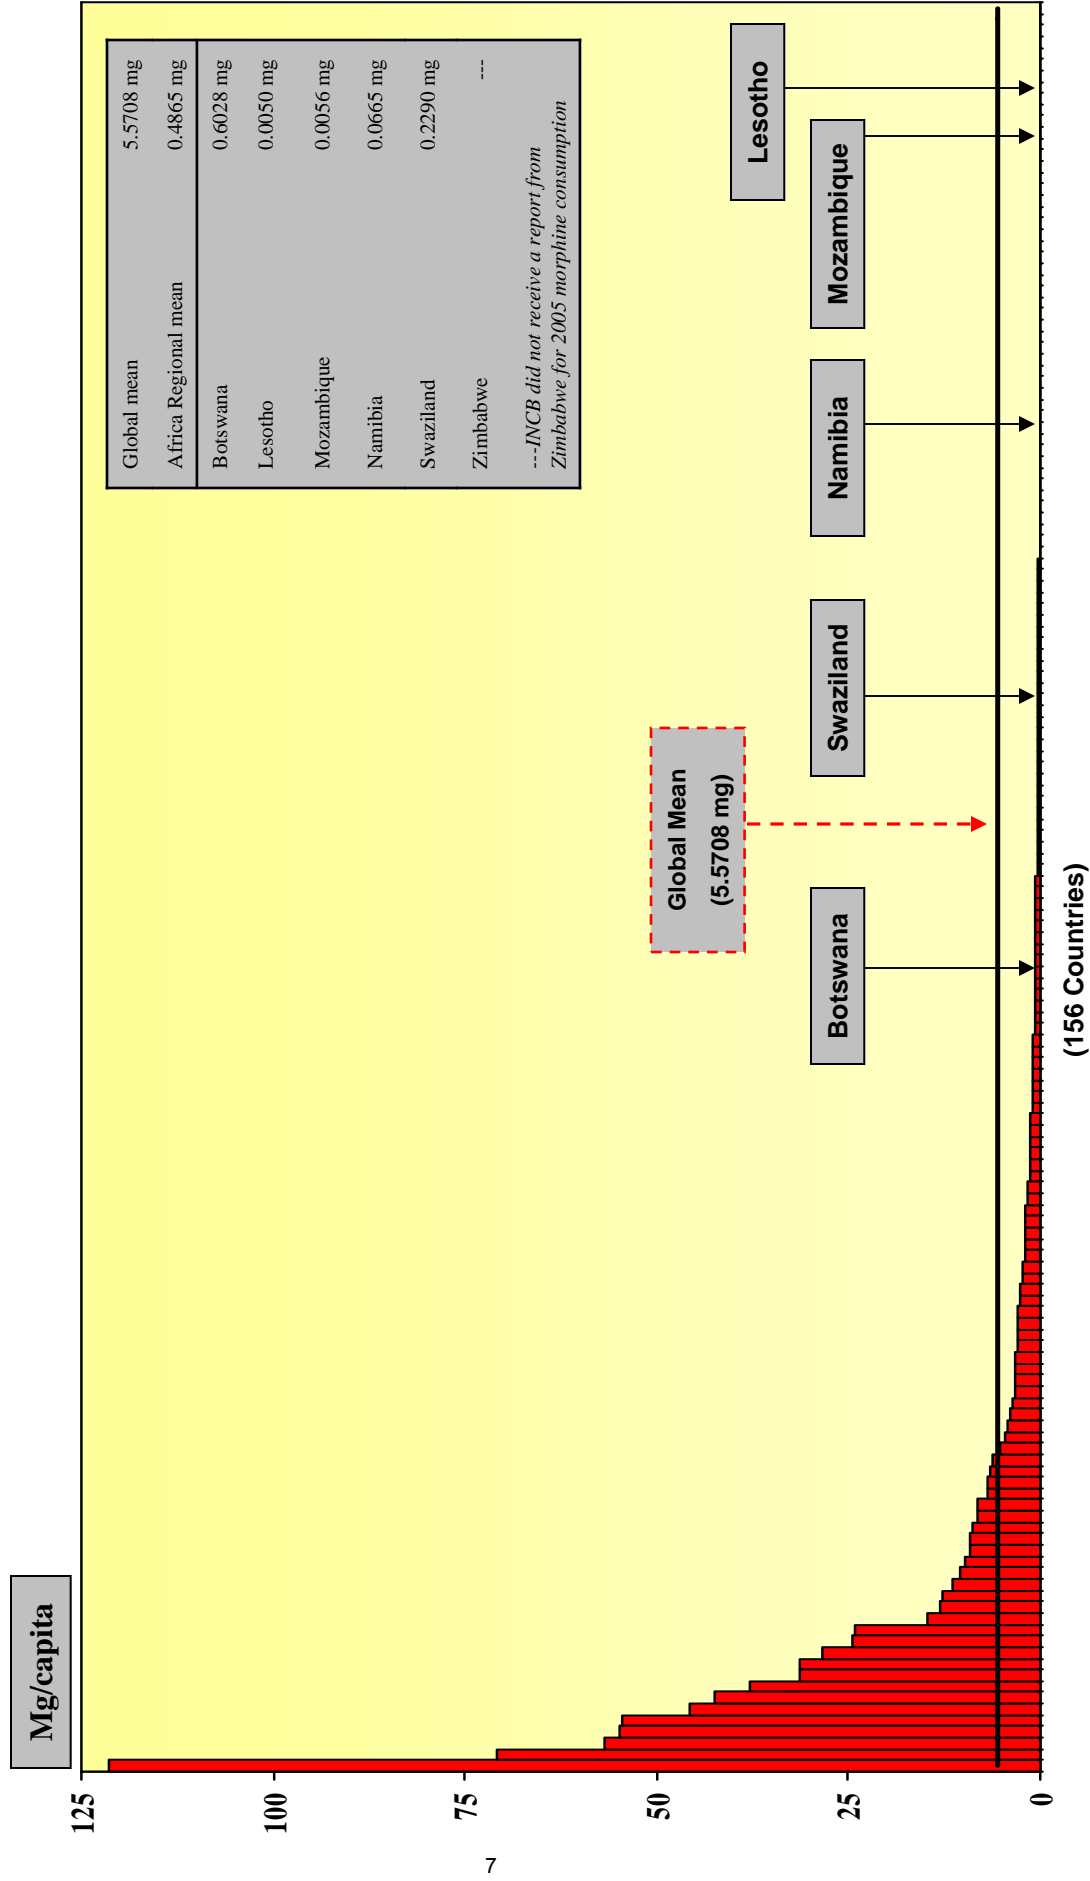 Mg/capita
125
100
75
50
25
0
Global mean 5.5708 mg
Africa Regional mean 0.4865 mg
Botswana 0.6028 mg
Lesotho 0.0050 mg
Mozambique 0.0056 mg
Namibia 0.0665 mg
Swaziland 0.2290 mg
Zimbabwe ---
---INCB did not receive a report from
Zimbabwe for 2005 morphine consumption
Global Mean
(5.5708 mg)
Botswana
Swaziland
Namibia
Mozambique
Lesotho
(156 Countries)
7